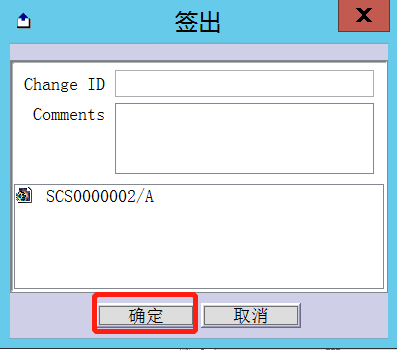 签出
X
Change ID
Comments
SCS0000002/A
确定
取消